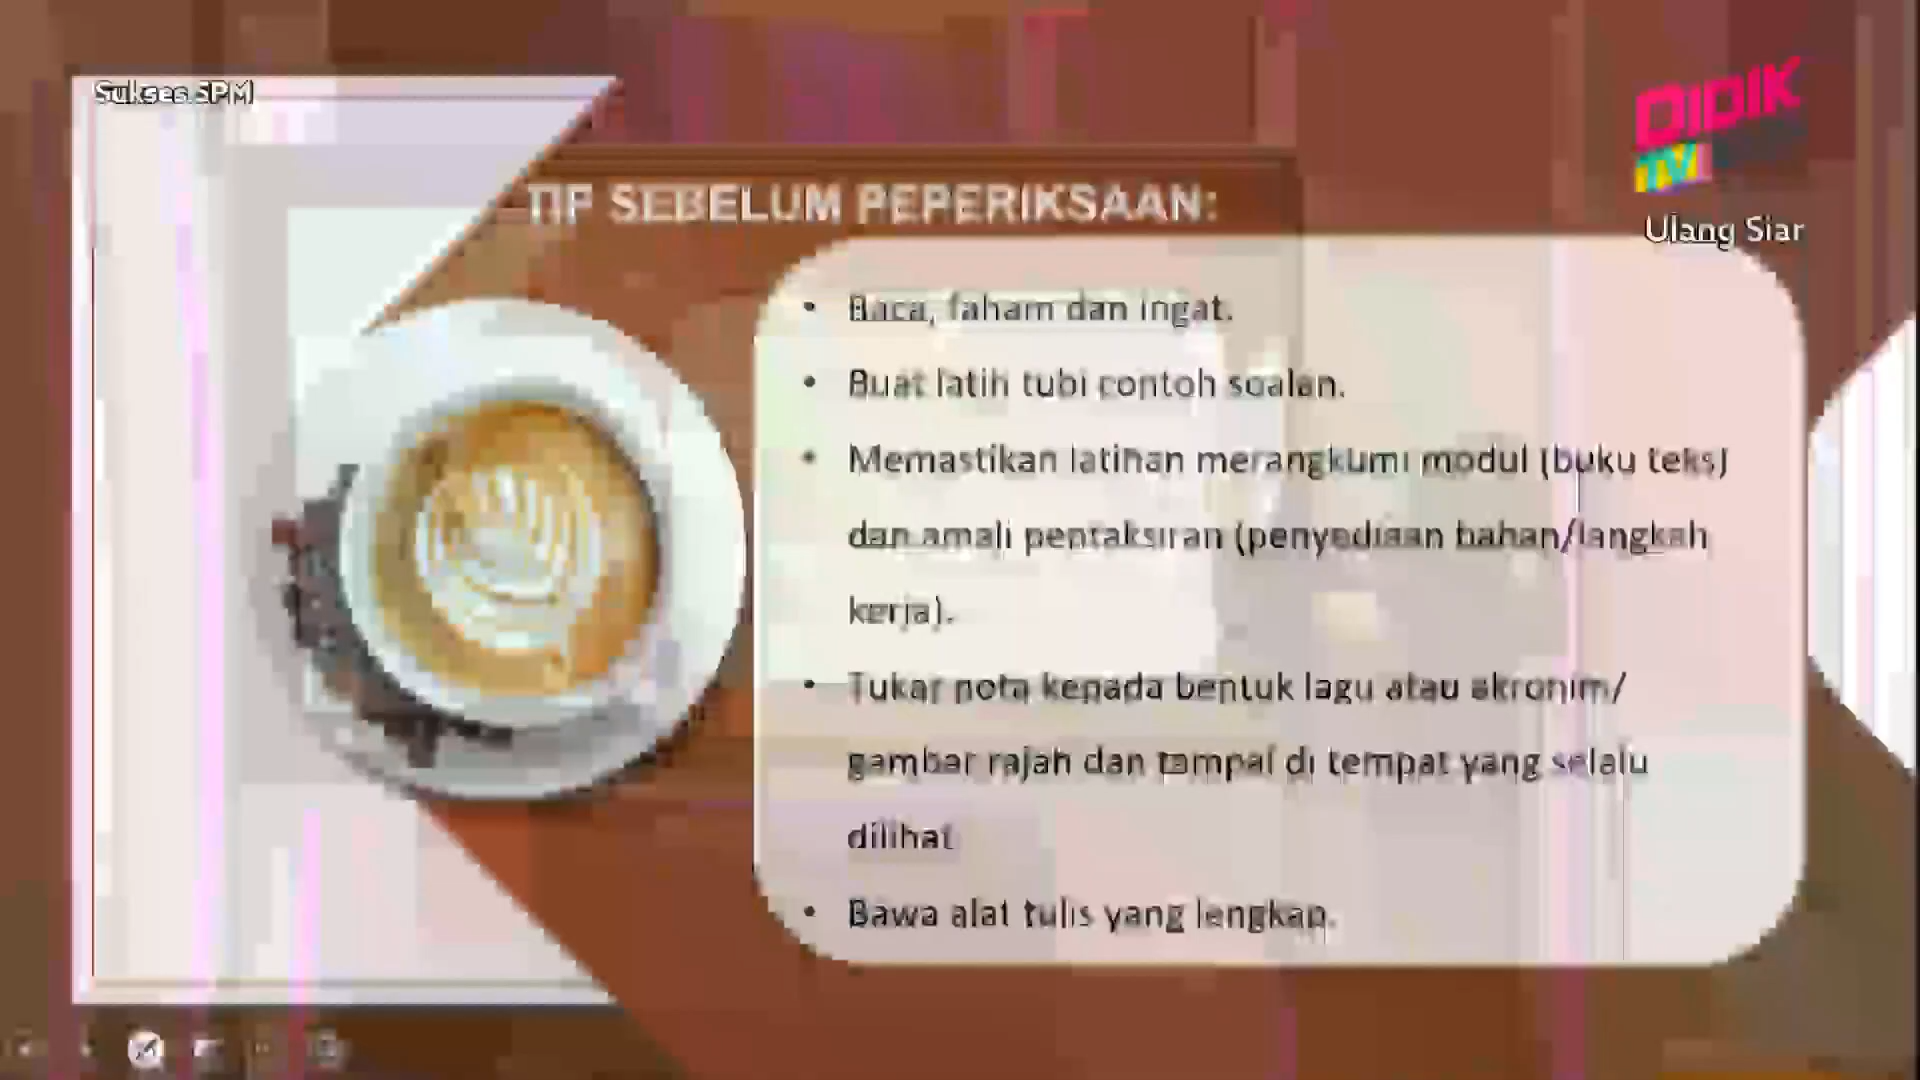 Sukses SPM
DIDIK
TV
Ulang Siar
TIP SEBELUM PEPERIKSAAN:
• Baca, faham dan ingat.
• Buat latih tubi contoh soalan.
• Memastikan latihan merangkumi modul (buku teks)
dan amali pentaksiran (penyediaan bahan/langkah
kerja).
• Tukar nota kepada bentuk lagu atau akronim/
gambar rajah dan tampal di tempat yang selalu
dilihat
• Bawa alat tulis yang lengkap.